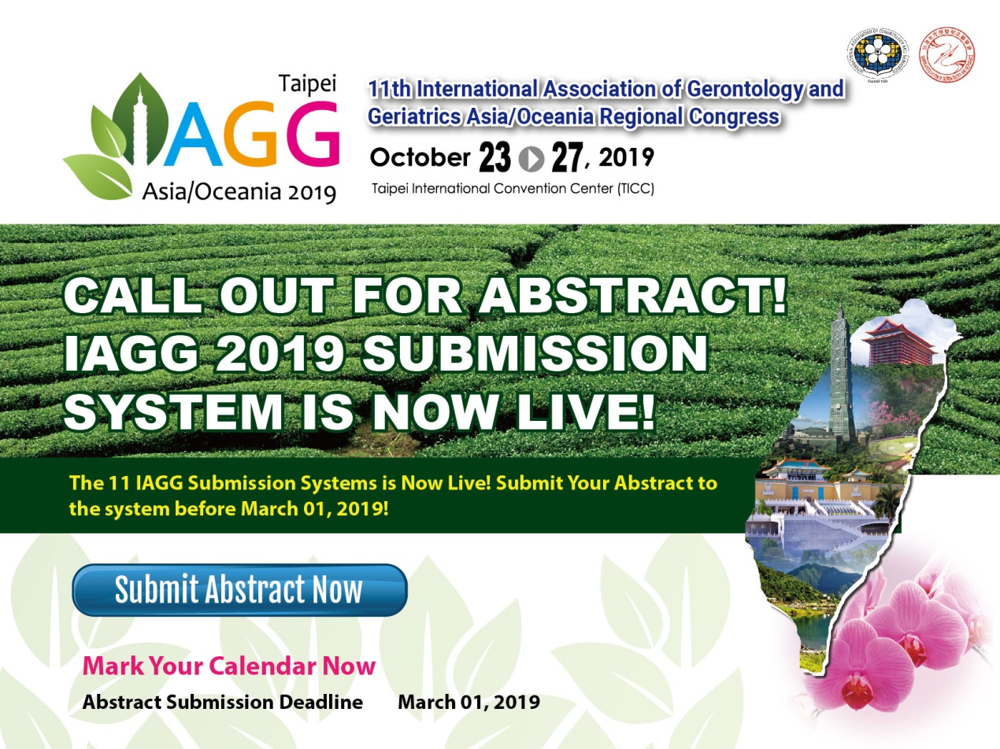 Taipei
IAGG
Asia/Oceania 2019
11th International Association of Gerontology and
Geriatrics Asia/Oceania Regional Congress
October 23 27, 2019
Taipei International Convention Center (TICC)
CALL OUT FOR ABSTRACT!
IAGG 2019 SUBMISSION
SYSTEM IS NOW LIVE!
The 11 IAGG Submission Systems is Now Live! Submit Your Abstract to
the system before March 01, 2019!
Submit Abstract Now
Mark Your Calendar Now
Abstract Submission Deadline March 01, 2019